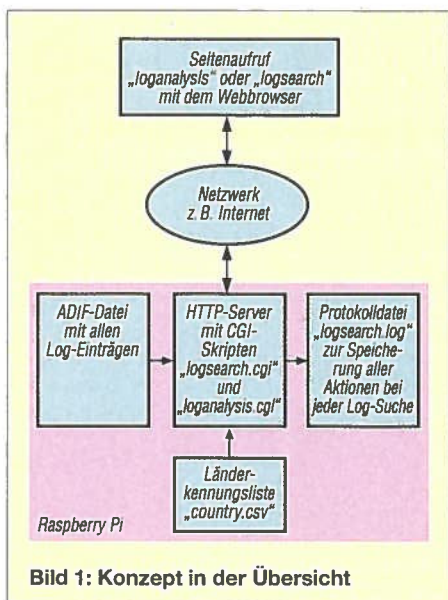 Seitenaufruf
„loganalysis“ oder „logsearch“
mit dem Webbrowser
Netzwerk
z. B. Internet
ADIF-Datei
mit allen
Log-Einträgen
HTTP-Server
mit CGI-
Skripten
„logsearch.cgi“
und
„loganalysis.cgi“
Protokolldatei
„logsearch.log“
zur Speiche-
rung aller
Aktionen bei
jeder Log-Suche
Länder-
kennungsliste
„country.csv“
Raspberry Pi
Bild 1: Konzept in der Übersicht